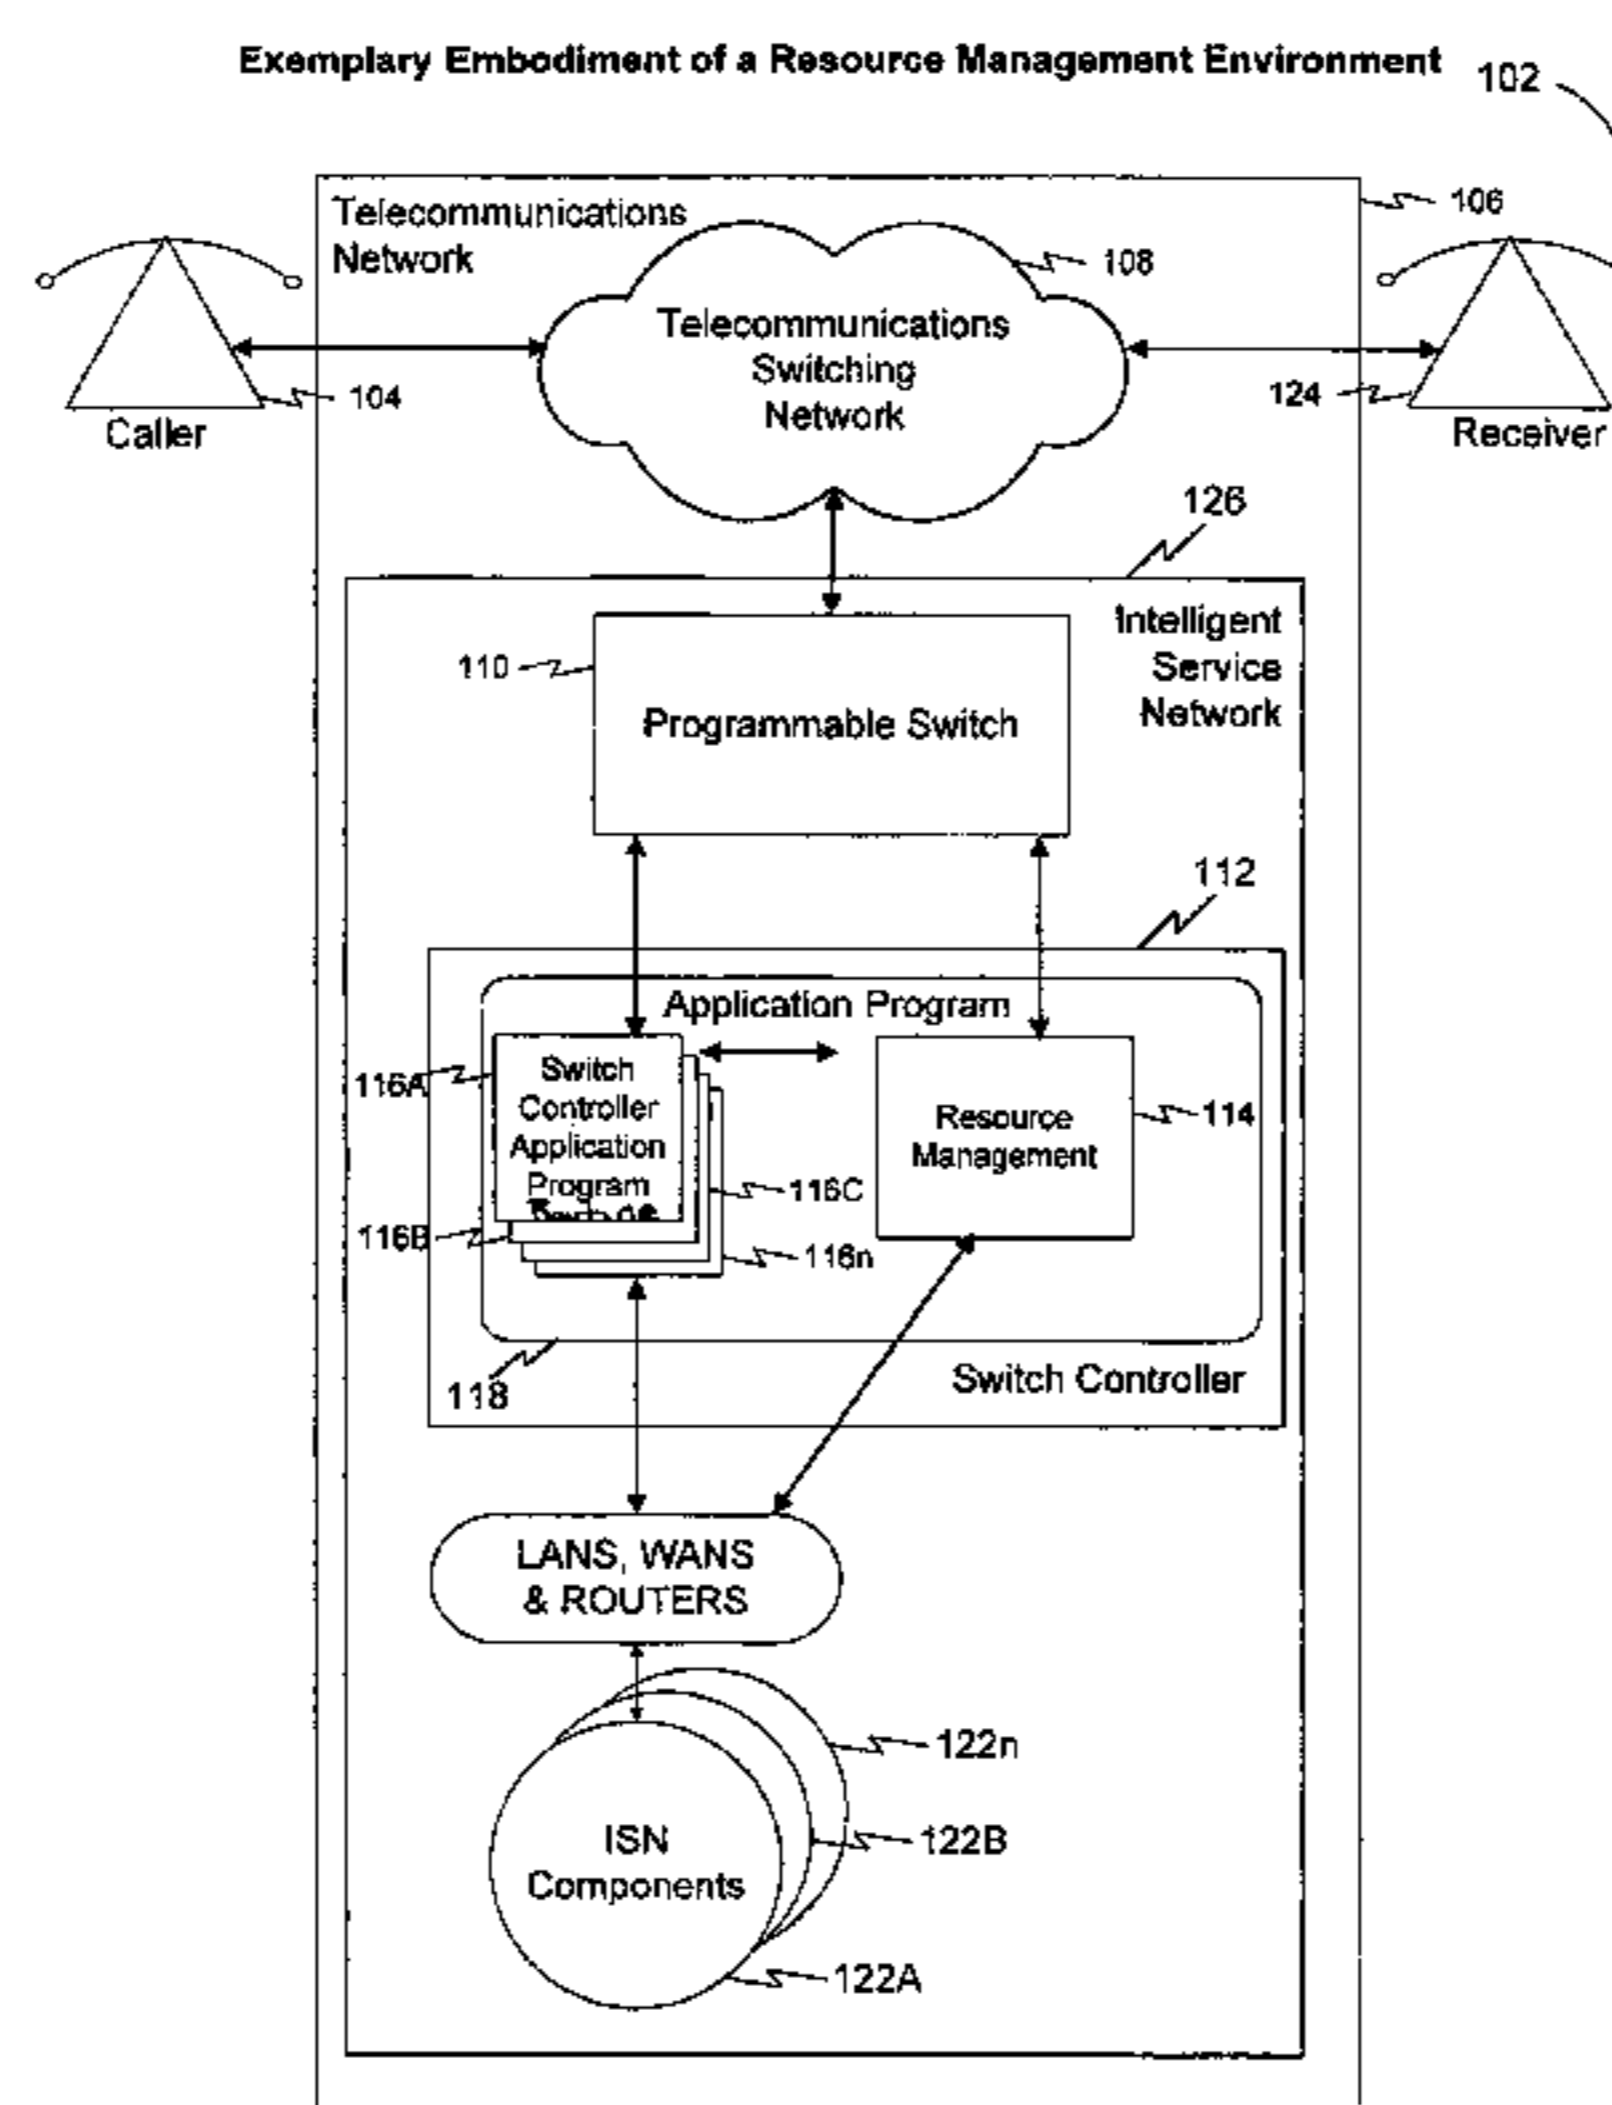 Exemplary Embodiment of a Resource Management Environment
102
Telecommunications
Network
106
108
Telecommunications
Switching
Network
104
Caller
124
Receiver
126
Intelligent
Service
Network
110
Programmable Switch
112
Application Program
116A
Switch
Controller
Application
Program
Resource
Management
114
116C
116B
116n
118
Switch Controller
LANS, WANS
& ROUTERS
122n
ISN
Components
122B
122A